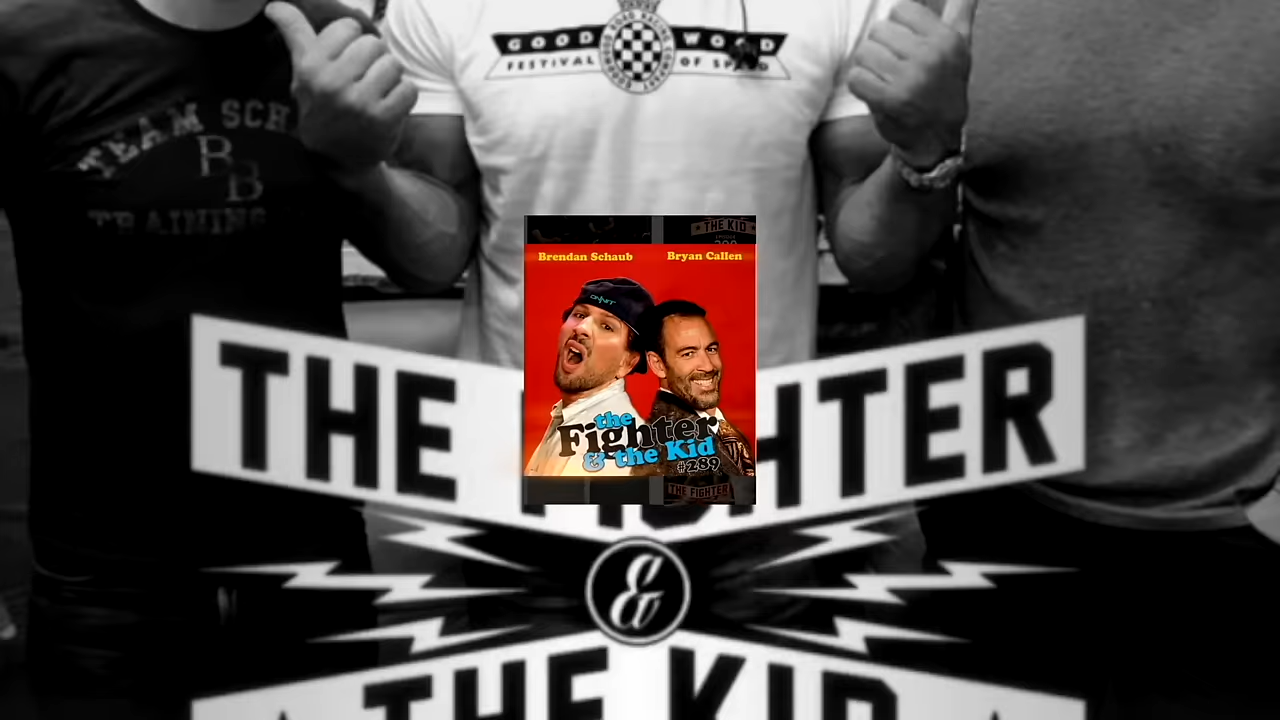 GOOD WOOD
FESTIVAL OF SPEED
TEAM SCH
BB
TRAINING
THE KID
Brendan Schaub Bryan Callen
ONNIT
the
Fighter
& the Kid
#289
THE FIGHTER
THE FIGHTER
&
THE KID